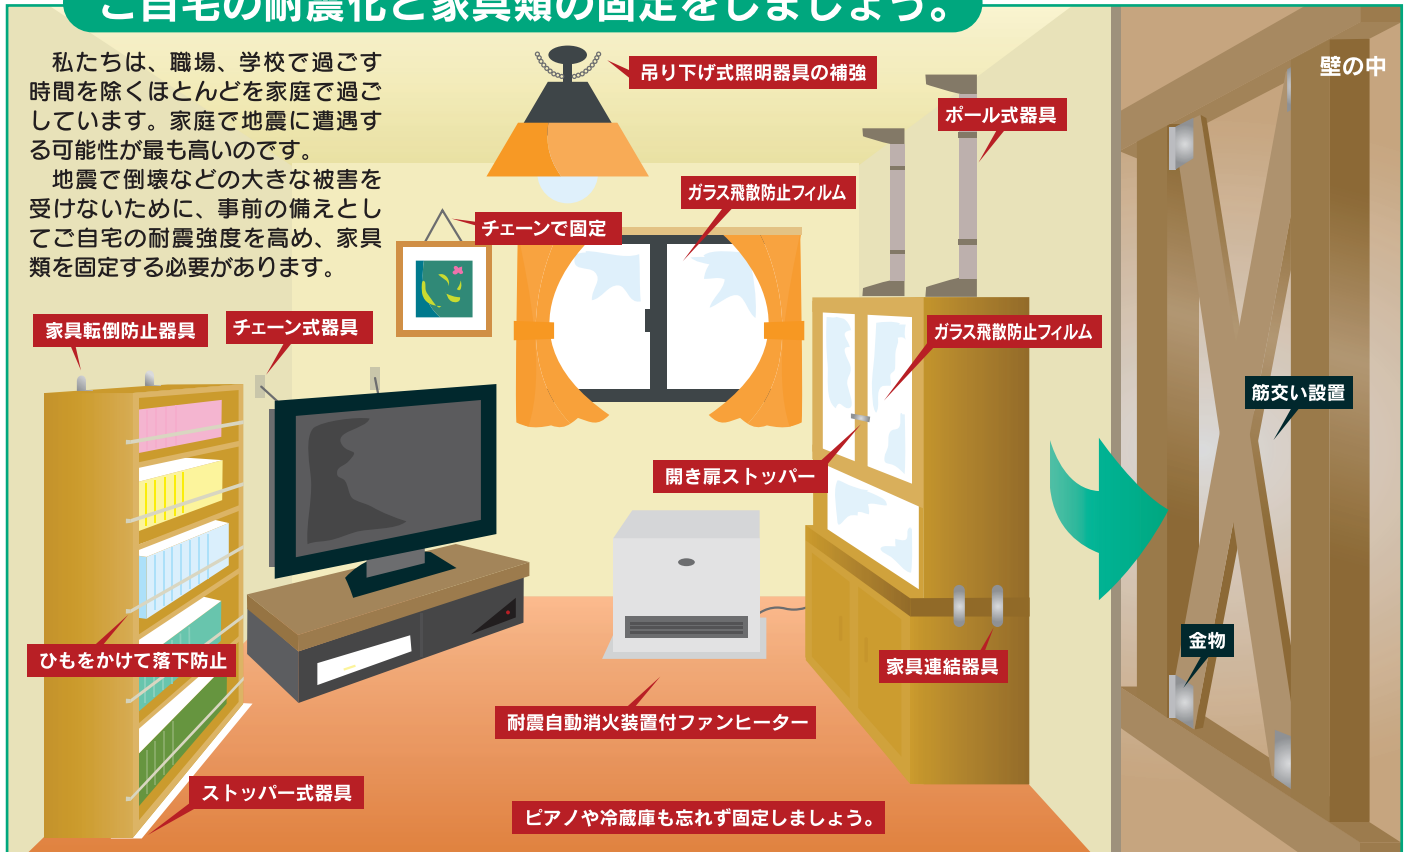 ご自宅の耐震化と家具類の固定をしましょう。
私たちは、職場、学校で過ごす
時間を除くほとんどを家庭で過ご
しています。家庭で地震に遭遇す
る可能性が最も高いのです。
地震で倒壊などの大きな被害を
受けないために、事前の備えとし
てご自宅の耐震強度を高め、家具
類を固定する必要があります。
吊り下げ式照明器具の補強
壁の中
ポール式器具
ガラス飛散防止フィルム
チェーンで固定
家具転倒防止器具
チェーン式器具
ガラス飛散防止フィルム
筋交い設置
開き扉ストッパー
金物
ひもをかけて落下防止
家具連結器具
耐震自動消火装置付ファンヒーター
ストッパー式器具
ピアノや冷蔵庫も忘れず固定しましょう。